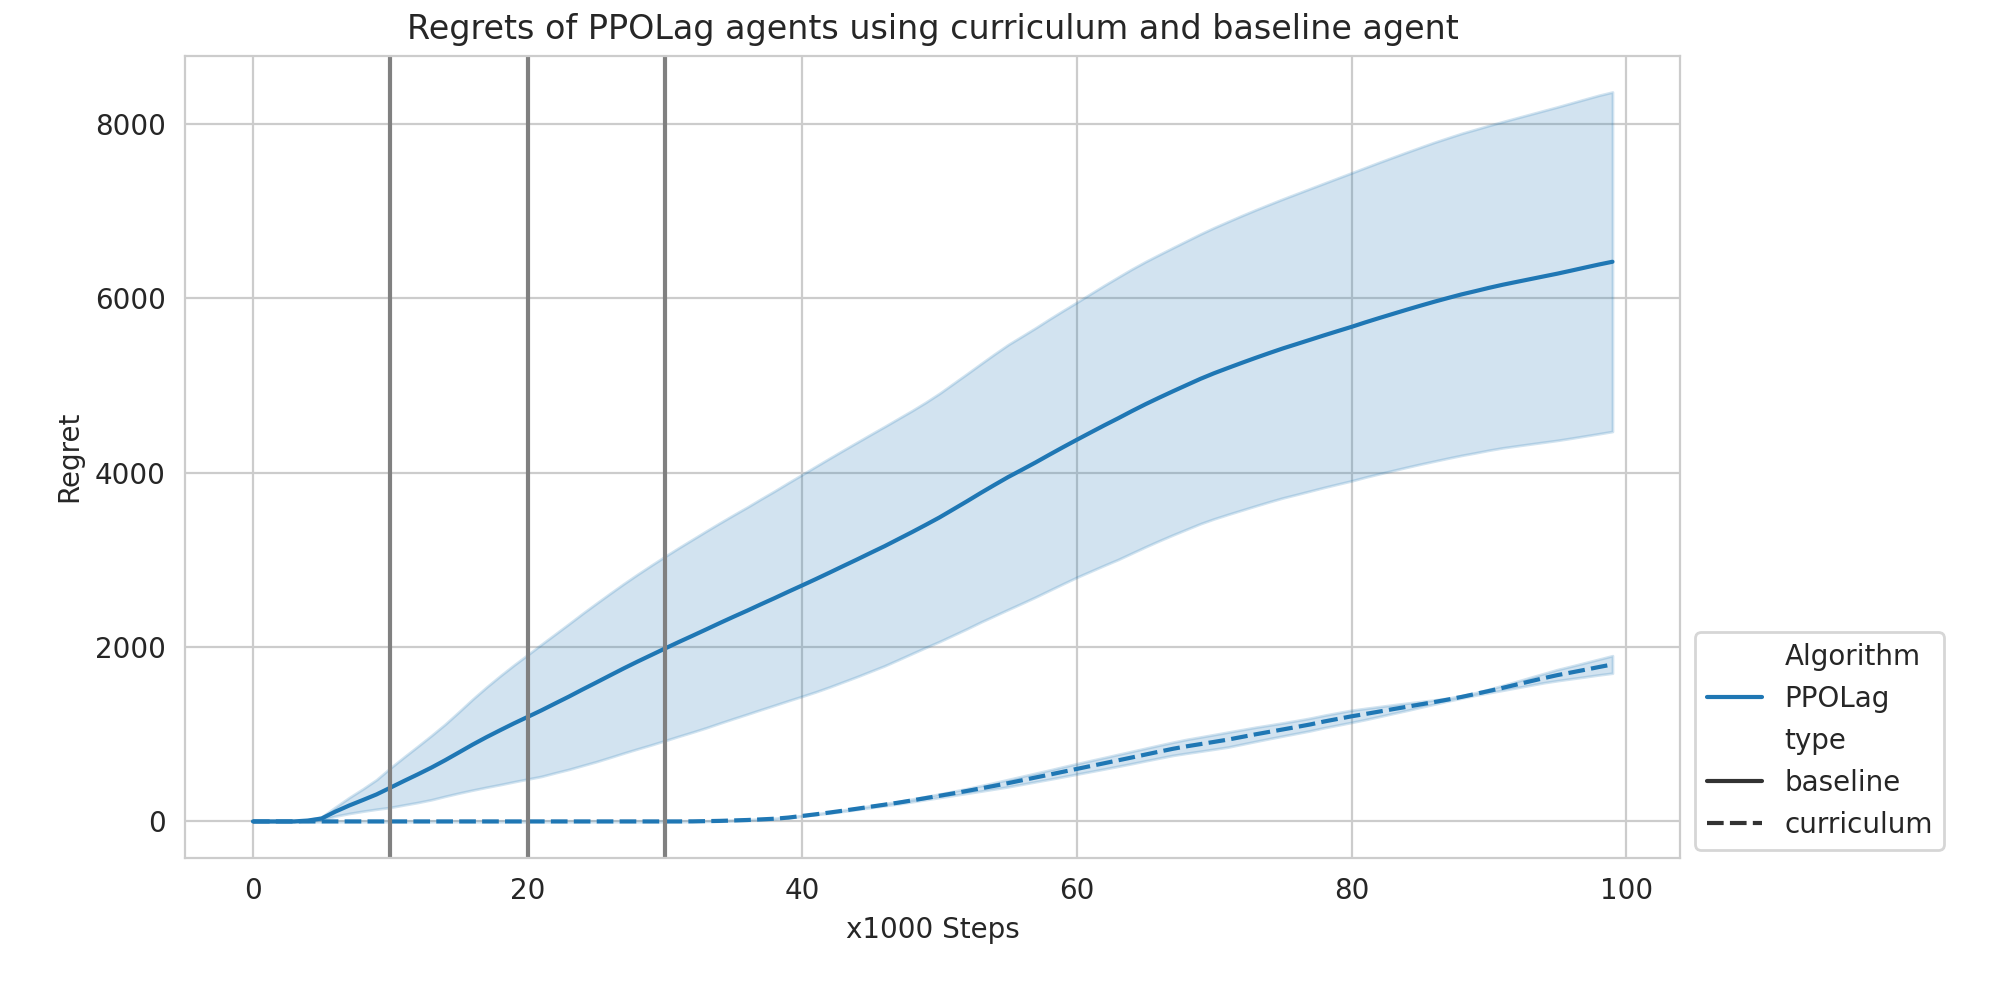 Regrets of PPOLag agents using curriculum and baseline agent
8000
6000
4000
2000
0
Regret
0 20 40 60 80 100
x1000 Steps
Algorithm
PPOLag
type
baseline
curriculum